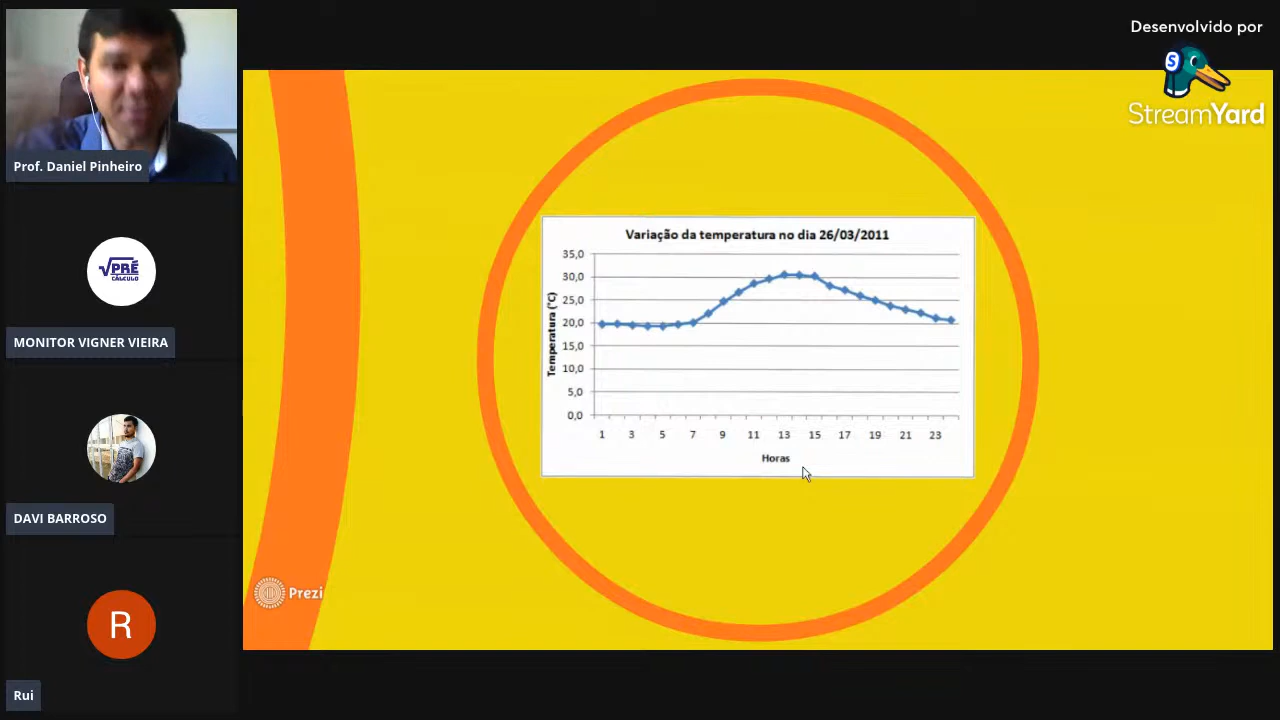 Prof. Daniel Pinheiro
√PRÉ
CÁLCULO
MONITOR VIGNER VIEIRA
DAVI BARROSO
R
Rui
Desenvolvido por
S
StreamYard
Variação da temperatura no dia 26/03/2011
Temperatura (°C)
35,0
30,0
25,0
20,0
15,0
10,0
5,0
0,0
1 3 5 7 9 11 13 15 17 19 21 23
Horas
Prezi